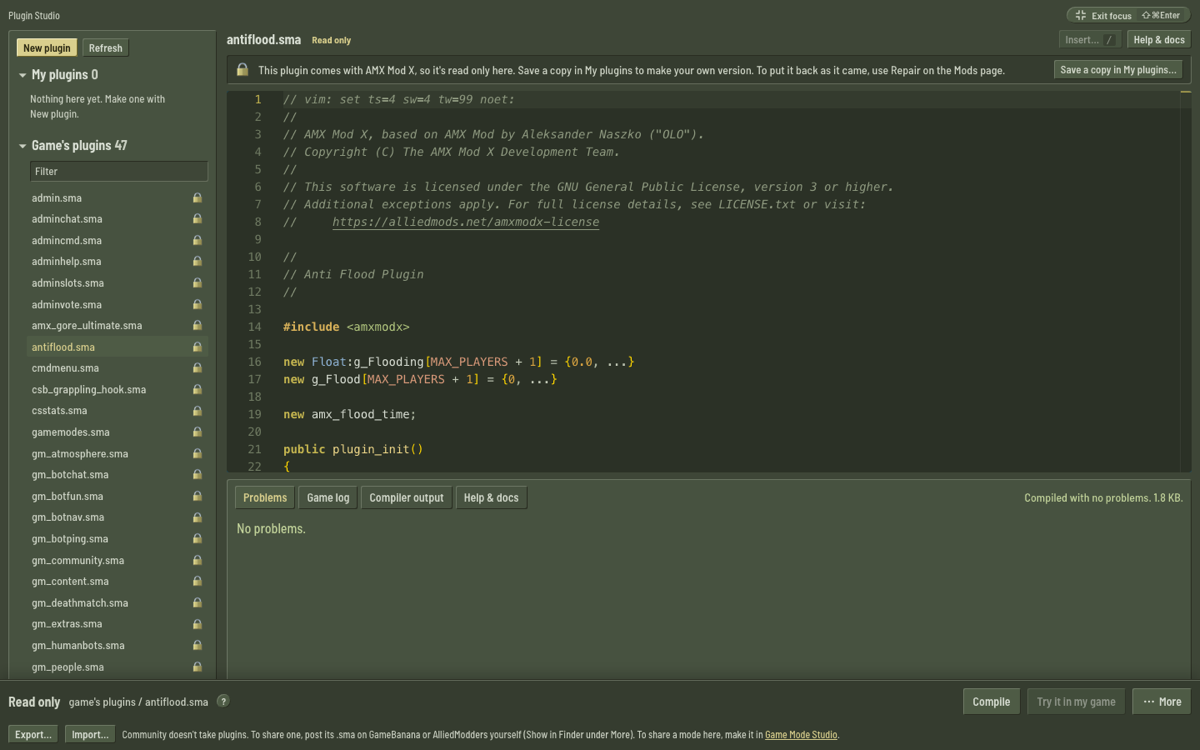 Plugin Studio
Exit focus ⇧⌘Enter
New plugin Refresh
My plugins 0
Nothing here yet. Make one with
New plugin.
Game's plugins 47
Filter
admin.sma
adminchat.sma
admincmd.sma
adminhelp.sma
adminslots.sma
adminvote.sma
amx_gore_ultimate.sma
antiflood.sma
cmdmenu.sma
csb_grappling_hook.sma
csstats.sma
gamemodes.sma
gm_atmosphere.sma
gm_botchat.sma
gm_botfun.sma
gm_botnav.sma
gm_botping.sma
gm_community.sma
gm_content.sma
gm_deathmatch.sma
gm_extras.sma
gm_humanbots.sma
gm_people.sma
antiflood.sma Read only
Insert... / Help & docs
This plugin comes with AMX Mod X, so it's read only here. Save a copy in My plugins to make your own version. To put it back as it came, use Repair on the Mods page.
Save a copy in My plugins...
1 // vim: set ts=4 sw=4 tw=99 noet:
2 //
3 // AMX Mod X, based on AMX Mod by Aleksander Naszko ("OLO").
4 // Copyright (C) The AMX Mod X Development Team.
5 //
6 // This software is licensed under the GNU General Public License, version 3 or higher.
7 // Additional exceptions apply. For full license details, see LICENSE.txt or visit:
8 //     https://alliedmods.net/amxmodx-license
9
10 //
11 // Anti Flood Plugin
12 //
13
14 #include <amxmodx>
15
16 new Float:g_Flooding[MAX_PLAYERS + 1] = {0.0, ...}
17 new g_Flood[MAX_PLAYERS + 1] = {0, ...}
18
19 new amx_flood_time;
20
21 public plugin_init()
22 {
Problems Game log Compiler output Help & docs
Compiled with no problems. 1.8 KB.
No problems.
Read only game's plugins / antiflood.sma ?
Compile Try it in my game ··· More
Export... Import... Community doesn't take plugins. To share one, post its .sma on GameBanana or AlliedModders yourself (Show in Finder under More). To share a mode here, make it in Game Mode Studio.